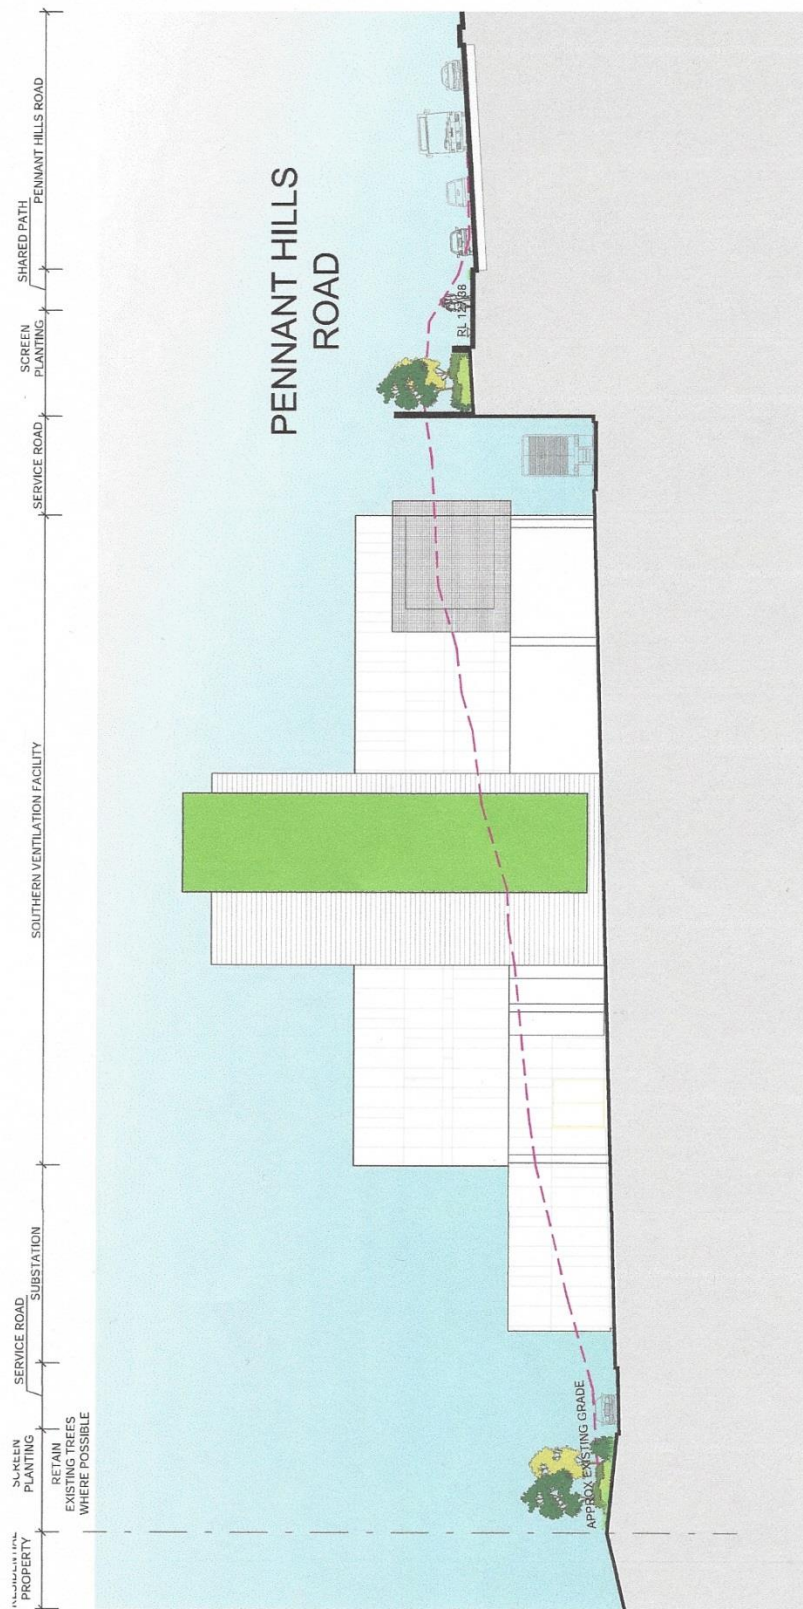 RESIDENTIAL
PROPERTY
SCREEN
PLANTING
RETAIN
EXISTING TREES
WHERE POSSIBLE
SERVICE ROAD
SUBSTATION
SOUTHERN VENTILATION FACILITY
SERVICE ROAD
SCREEN
PLANTING
SHARED PATH
PENNANT HILLS ROAD
PENNANT HILLS
ROAD
APPROX EXISTING GRADE